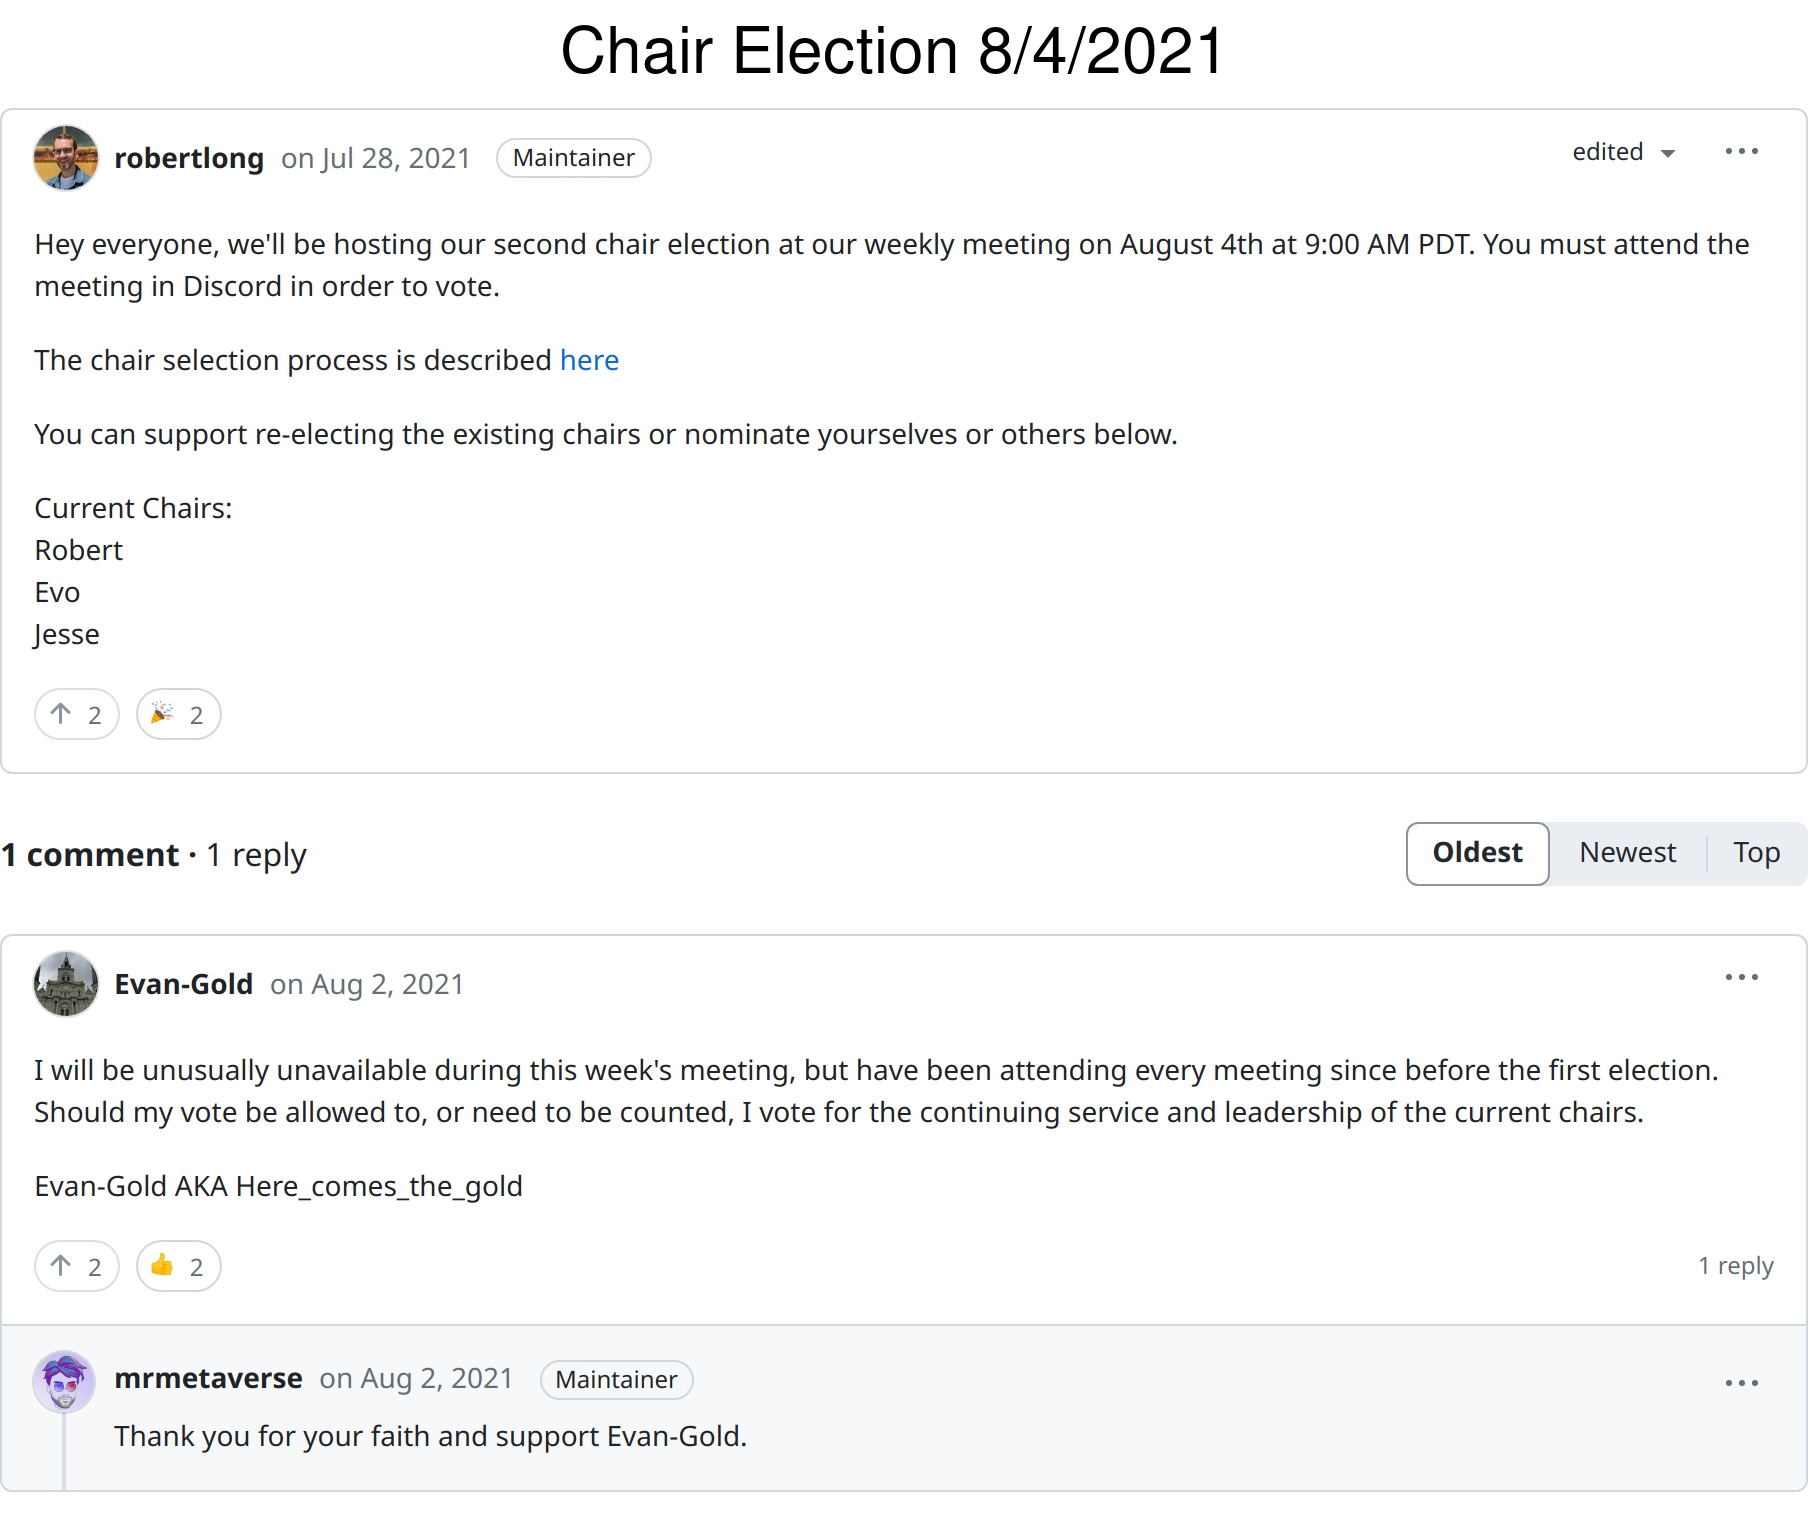 Chair Election 8/4/2021
robertlong on Jul 28, 2021 Maintainer edited
Hey everyone, we'll be hosting our second chair election at our weekly meeting on August 4th at 9:00 AM PDT. You must attend the
meeting in Discord in order to vote.
The chair selection process is described here
You can support re-electing the existing chairs or nominate yourselves or others below.
Current Chairs:
Robert
Evo
Jesse
2 2
1 comment · 1 reply Oldest Newest Top
Evan-Gold on Aug 2, 2021
I will be unusually unavailable during this week's meeting, but have been attending every meeting since before the first election.
Should my vote be allowed to, or need to be counted, I vote for the continuing service and leadership of the current chairs.
Evan-Gold AKA Here_comes_the_gold
2 2 1 reply
mrmetaverse on Aug 2, 2021 Maintainer
Thank you for your faith and support Evan-Gold.